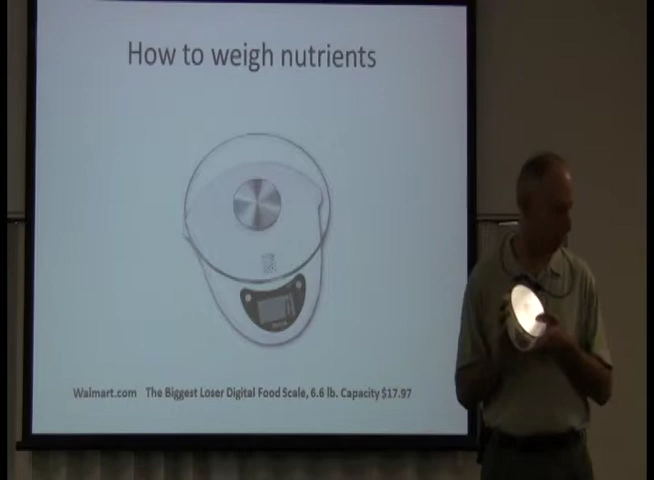 How to weigh nutrients
Walmart.com The Biggest Loser Digital Food Scale, 6.6 lb. Capacity $17.97